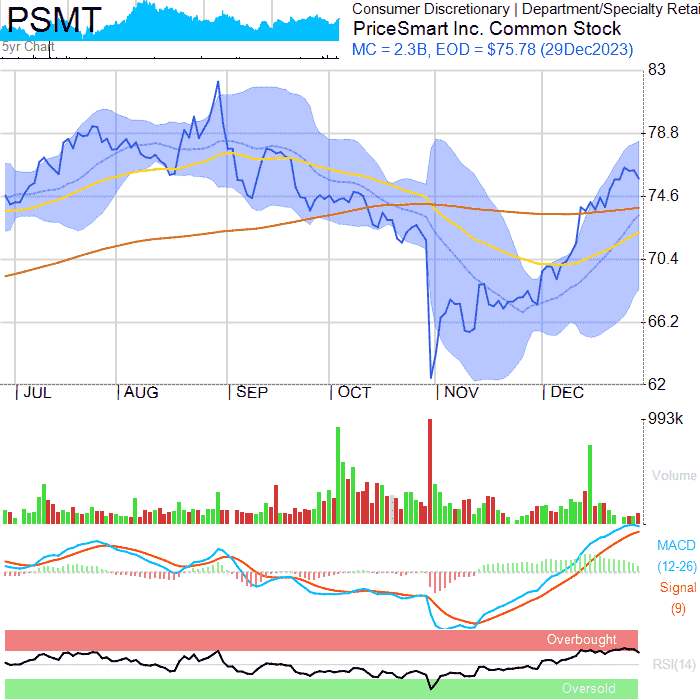 PSMT
5yr Chart
Consumer Discretionary | Department/Specialty Retai
PriceSmart Inc. Common Stock
MC = 2.3B, EOD = $75.78 (29Dec2023)
83
78.8
74.6
70.4
66.2
62
JUL AUG SEP OCT NOV DEC
993k
Volume
MACD
(12-26)
Signal
(9)
Overbought
RSI(14)
Oversold